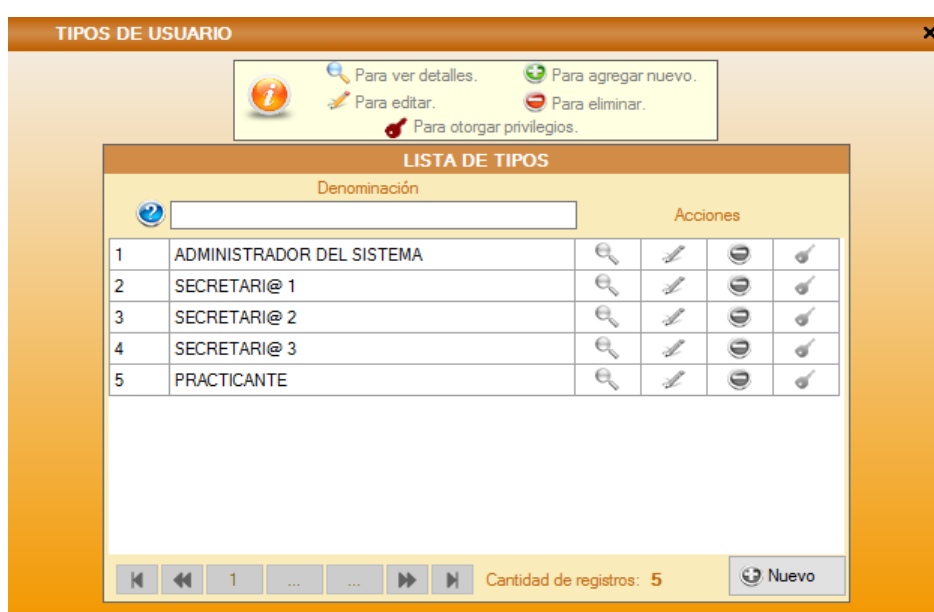 TIPOS DE USUARIO
Para ver detalles. Para agregar nuevo.
Para editar. Para eliminar.
Para otorgar privilegios.
LISTA DE TIPOS
Denominación
Acciones
1 ADMINISTRADOR DEL SISTEMA
2 SECRETARI@ 1
3 SECRETARI@ 2
4 SECRETARI@ 3
5 PRACTICANTE
1 ... ... Cantidad de registros: 5 Nuevo